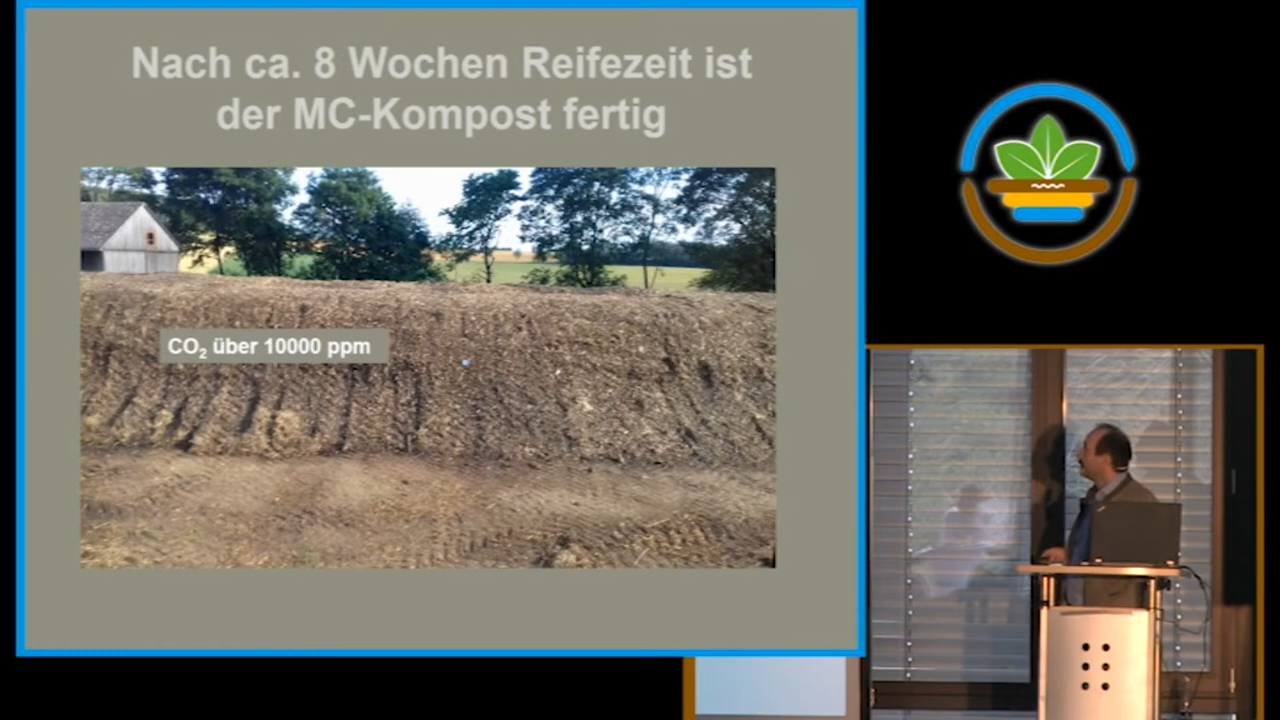 Nach ca. 8 Wochen Reifezeit ist
der MC-Kompost fertig
CO₂ über 10000 ppm